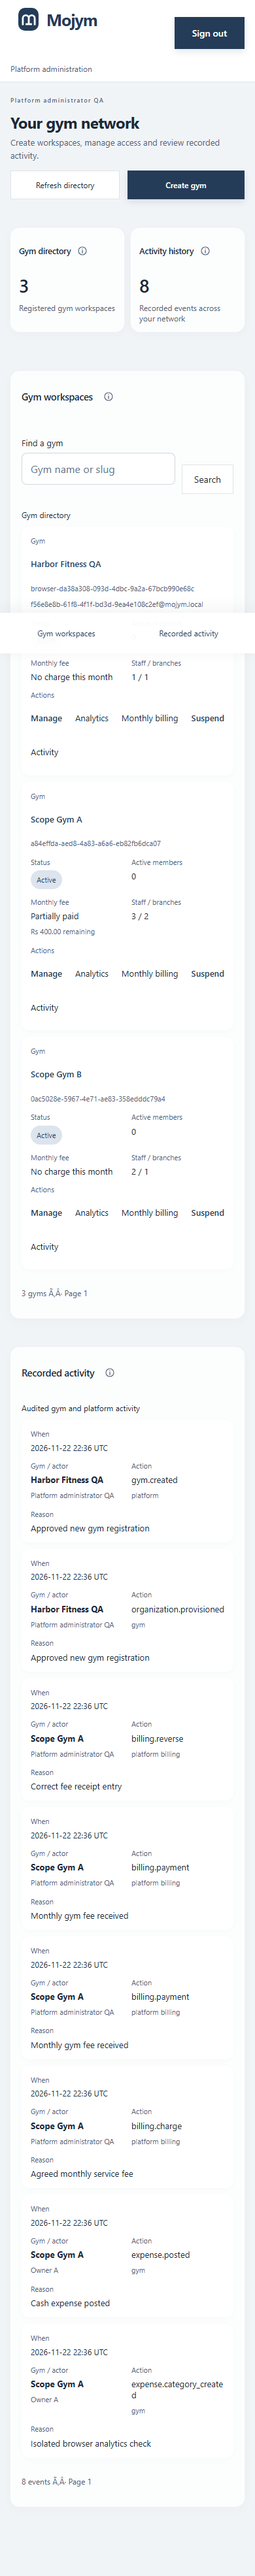 Mojym
Sign out
Platform administration
Platform administrator QA
Your gym network
Create workspaces, manage access and review recorded
activity.
Refresh directory
Create gym
Gym directory
Activity history
3
8
Registered gym workspaces
Recorded events across
your network
Gym workspaces
Find a gym
Gym name or slug
Search
Gym directory
Gym
Harbor Fitness QA
browser-da38a308-093d-4dbc-9a2a-67bcb990e68c
f56e8e8b-61f8-4f1f-bd3d-9ea4e108c2ef@mojym.local
Gym workspaces
Recorded activity
Monthly fee
Staff / branches
No charge this month
1 / 1
Actions
Manage Analytics Monthly billing Suspend
Activity
Gym
Scope Gym A
a84effda-aed8-4a83-a6a6-eb82fb6dca07
Status
Active members
Active
0
Monthly fee
Staff / branches
Partially paid
3 / 2
Rs 400.00 remaining
Actions
Manage Analytics Monthly billing Suspend
Activity
Gym
Scope Gym B
0ac5028e-5967-4e71-ae83-358edddc79a4
Status
Active members
Active
0
Monthly fee
Staff / branches
No charge this month
2 / 1
Actions
Manage Analytics Monthly billing Suspend
Activity
3 gyms Ã‚Â· Page 1
Recorded activity
Audited gym and platform activity
When
2026-11-22 22:36 UTC
Gym / actor
Action
Harbor Fitness QA
gym.created
Platform administrator QA
platform
Reason
Approved new gym registration
When
2026-11-22 22:36 UTC
Gym / actor
Action
Harbor Fitness QA
organization.provisioned
Platform administrator QA
gym
Reason
Approved new gym registration
When
2026-11-22 22:36 UTC
Gym / actor
Action
Scope Gym A
billing.reverse
Platform administrator QA
platform billing
Reason
Correct fee receipt entry
When
2026-11-22 22:36 UTC
Gym / actor
Action
Scope Gym A
billing.payment
Platform administrator QA
platform billing
Reason
Monthly gym fee received
When
2026-11-22 22:36 UTC
Gym / actor
Action
Scope Gym A
billing.payment
Platform administrator QA
platform billing
Reason
Monthly gym fee received
When
2026-11-22 22:36 UTC
Gym / actor
Action
Scope Gym A
billing.charge
Platform administrator QA
platform billing
Reason
Agreed monthly service fee
When
2026-11-22 22:36 UTC
Gym / actor
Action
Scope Gym A
expense.posted
Owner A
gym
Reason
Cash expense posted
When
2026-11-22 22:36 UTC
Gym / actor
Action
Scope Gym A
expense.category_create
d
Owner A
gym
Reason
Isolated browser analytics check
8 events Ã‚Â· Page 1